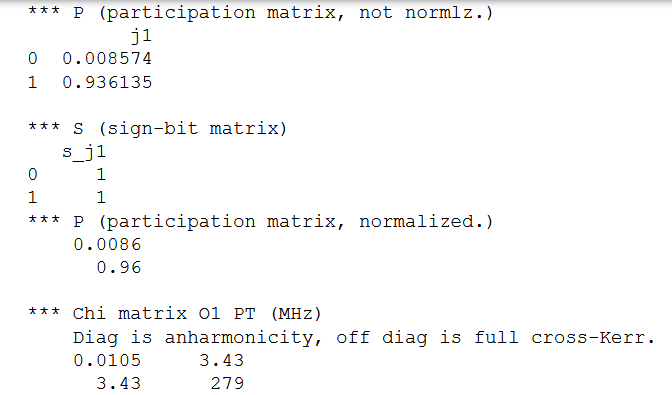 *** P (participation matrix, not normlz.)
j1
0 0.008574
1 0.936135
*** S (sign-bit matrix)
s_j1
0 1
1 1
*** P (participation matrix, normalized.)
0.0086
0.96
*** Chi matrix O1 PT (MHz)
Diag is anharmonicity, off diag is full cross-Kerr.
0.0105 3.43
3.43 279